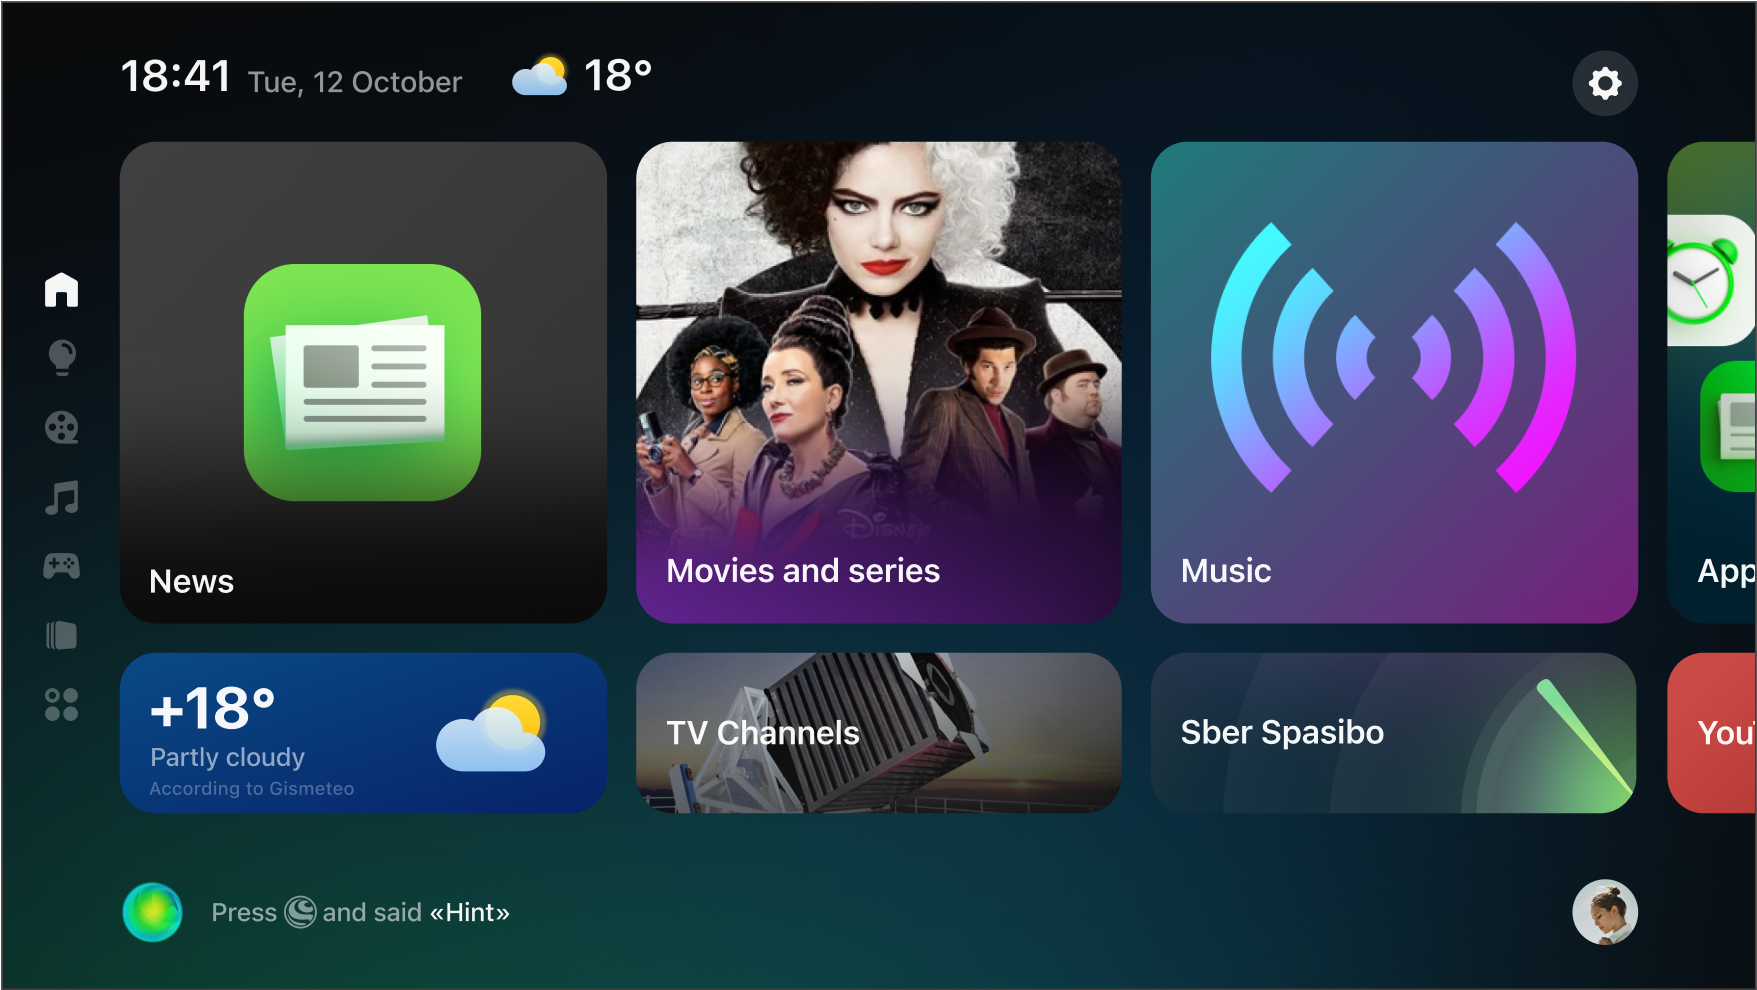 18:41 Tue, 12 October 18°
News
Movies and series
DISNEY
Music
App
+18°
Partly cloudy
According to Gismeteo
TV Channels
Sber Spasibo
You
Press and said «Hint»